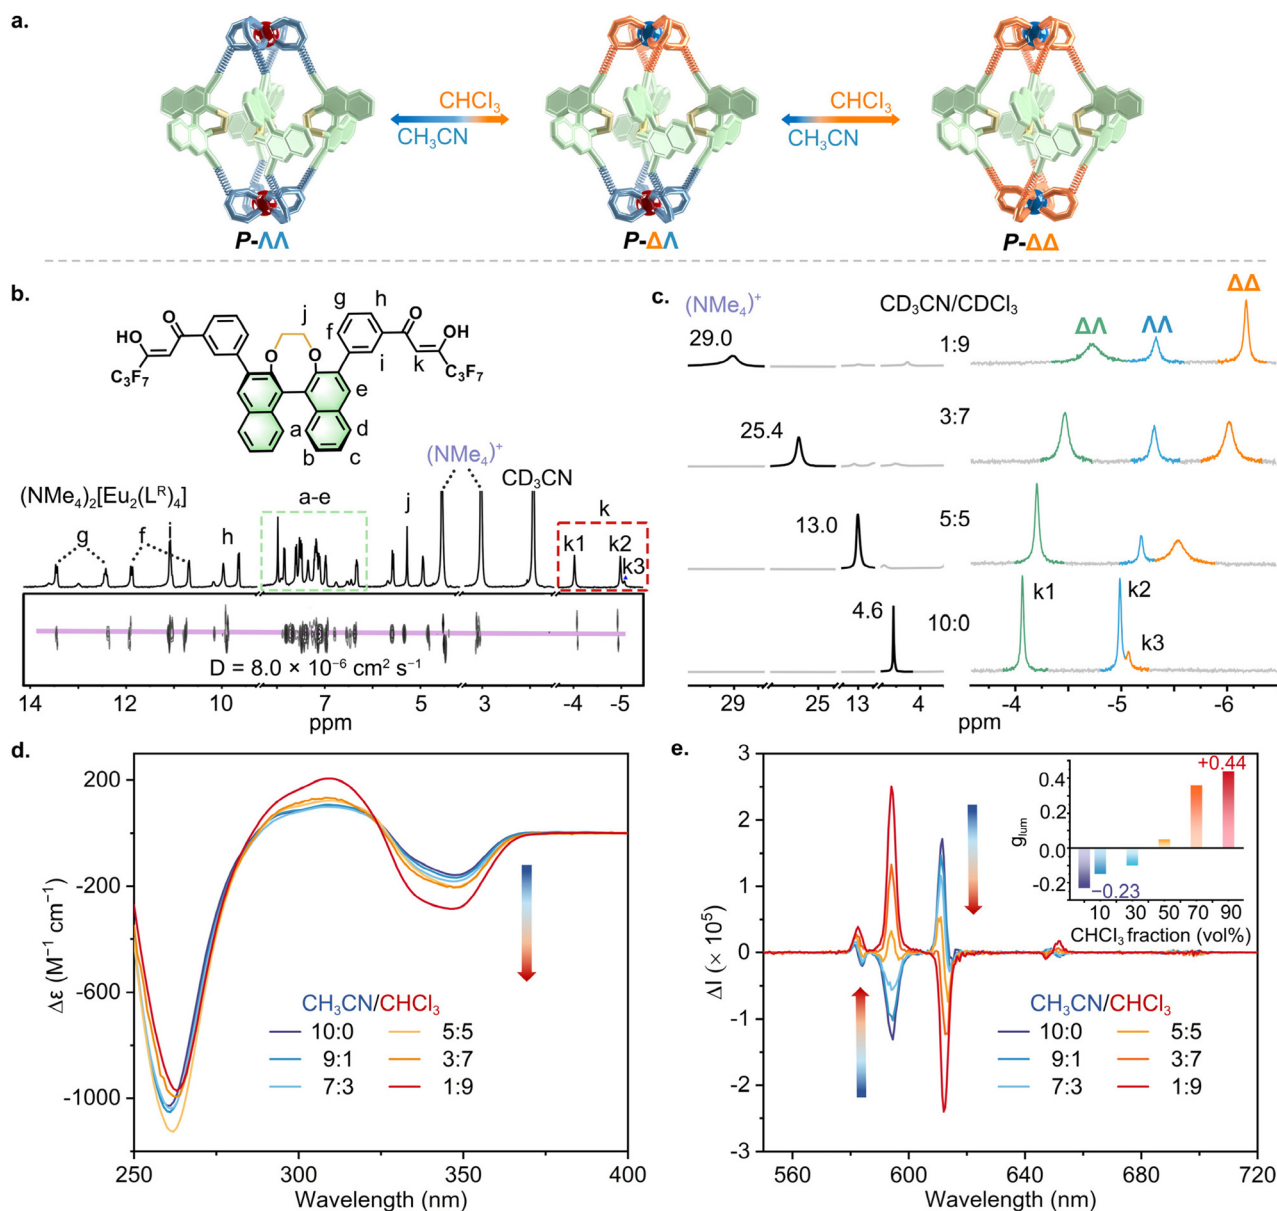 a.
CHCl₃
CH₃CN
CHCl₃
CH₃CN
P-ΛΛ
P-ΔΛ
P-ΔΔ
b.
O
OH
C₃F₇
j
O
O
g
h
f
i
O
OH
k
C₃F₇
e
a
d
b
c
(NMe₄)₂[Eu₂(Lᴿ)₄]
g
f
i
h
a-e
j
(NMe₄)⁺
CD₃CN
k
k1
k2
k3
D = 8.0 × 10⁻⁶ cm² s⁻¹
14
12
10
9
7
5
3
-4
-5
ppm
c.
(NMe₄)⁺
CD₃CN/CDCl₃
ΔΛ
ΛΛ
ΔΔ
29.0
1:9
25.4
3:7
13.0
5:5
4.6
10:0
k1
k2
k3
29
25
13
4
-4
-5
-6
ppm
d.
200
-200
-600
-1000
Δε (M⁻¹ cm⁻¹)
CH₃CN/CHCl₃
10:0
5:5
9:1
3:7
7:3
1:9
250
300
350
400
Wavelength (nm)
e.
3
2
1
0
-1
-2
-3
ΔI (× 10⁵)
0.4
0.0
-0.2
g_lum
+0.44
−0.23
10
30
50
70
90
CHCl₃ fraction (vol%)
CH₃CN/CHCl₃
10:0
5:5
9:1
3:7
7:3
1:9
560
600
640
680
720
Wavelength (nm)